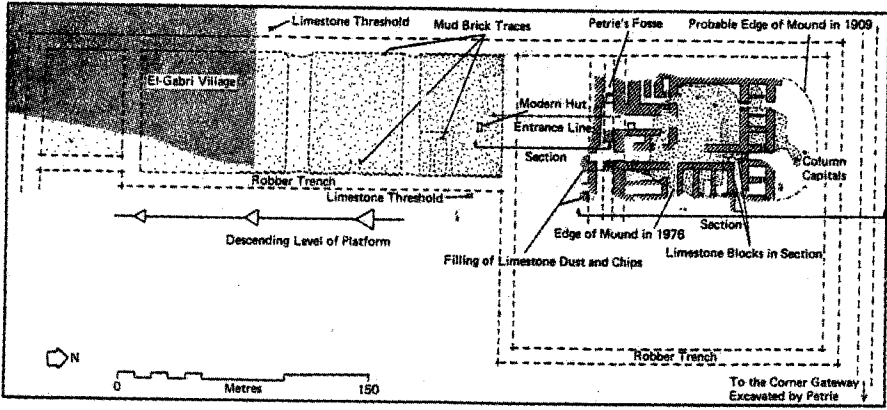 Limestone Threshold
Mud Brick Traces
Petrie's Fosse
Probable Edge of Mound in 1909
El-Gabri Village
Modern Hut
Entrance Line
Section
Column
Capitals
Robber Trench
Limestone Threshold
Section
Descending Level of Platform
Edge of Mound in 1976
Limestone Blocks in Section
Filling of Limestone Dust and Chips
N
Robber Trench
0
150
Metres
To the Corner Gateway
Excavated by Petrie